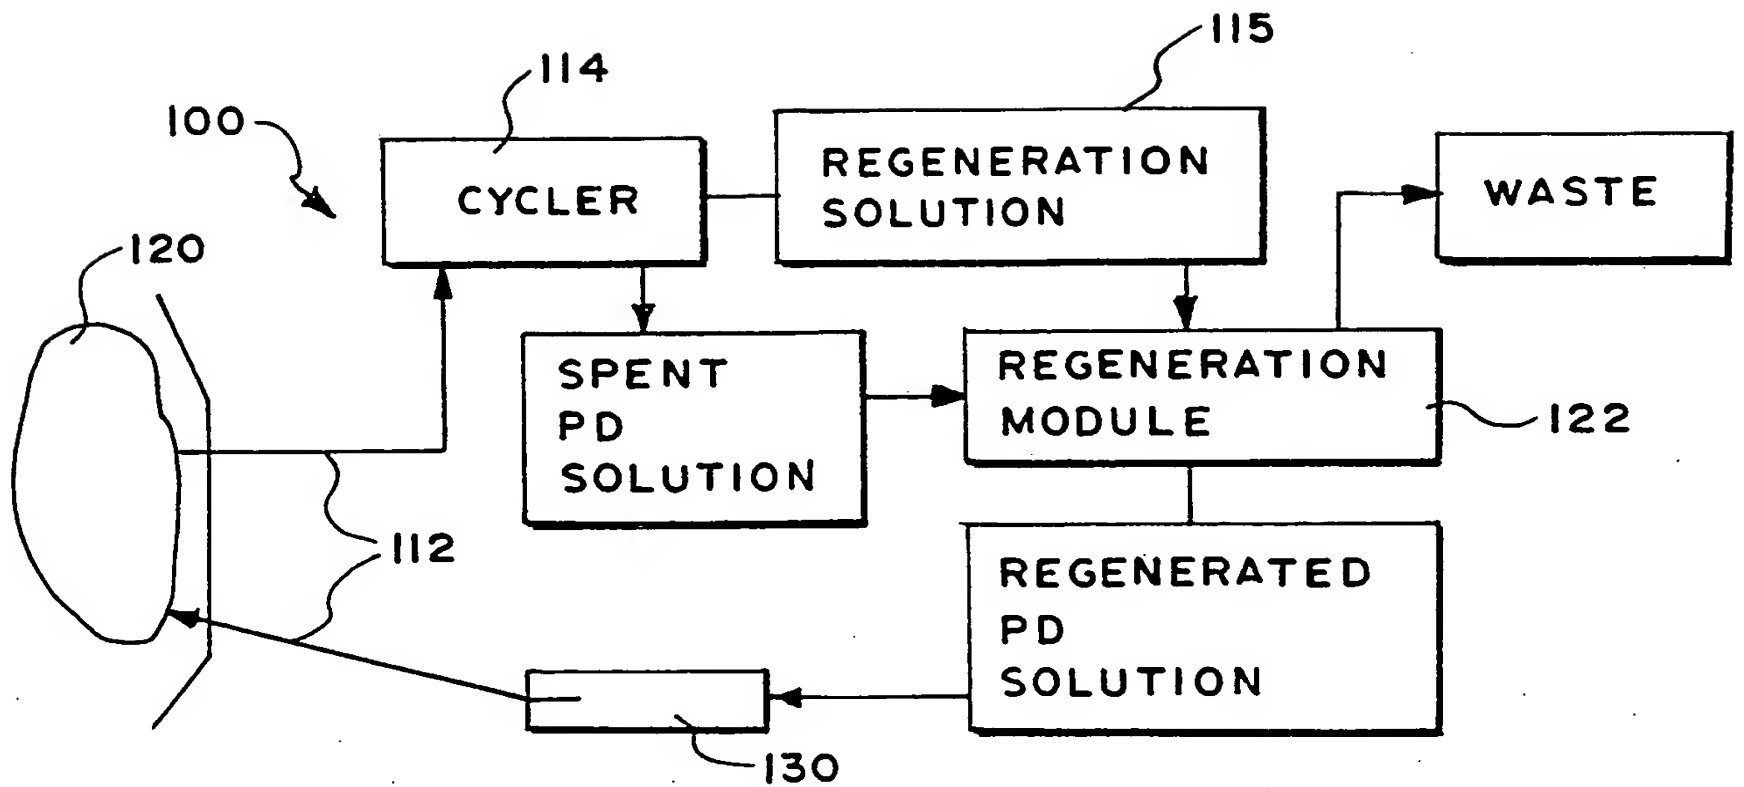 115
114
100
REGENERATION
SOLUTION
CYCLER
WASTE
120
SPENT
PD
SOLUTION
REGENERATION
MODULE
122
112
REGENERATED
PD
SOLUTION
130